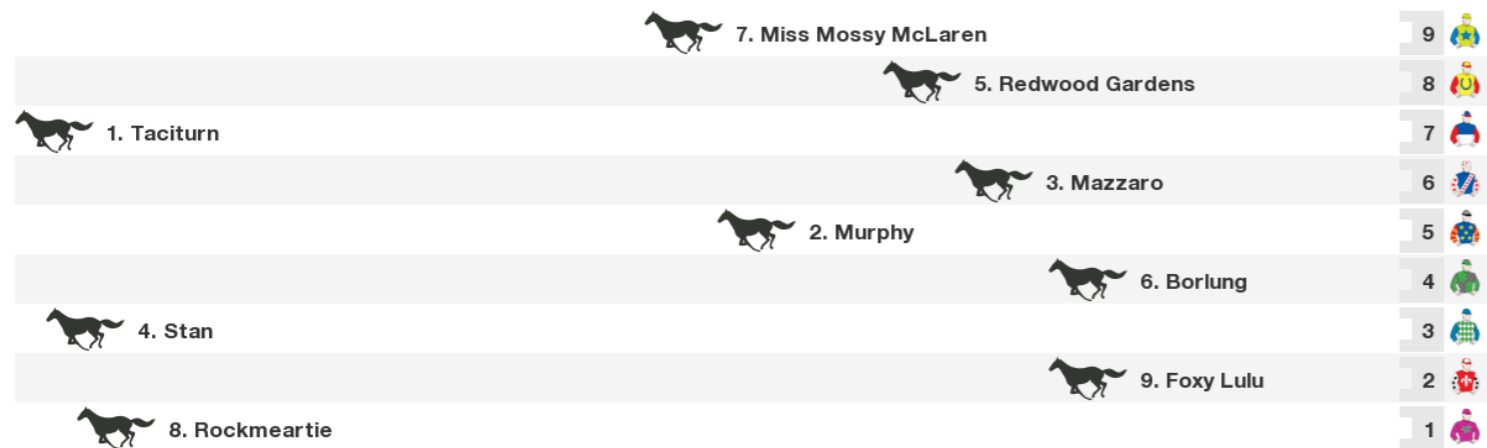 7. Miss Mossy McLaren 9
5. Redwood Gardens 8
1. Taciturn 7
3. Mazzaro 6
2. Murphy 5
6. Borlung 4
4. Stan 3
9. Foxy Lulu 2
8. Rockmeartie 1